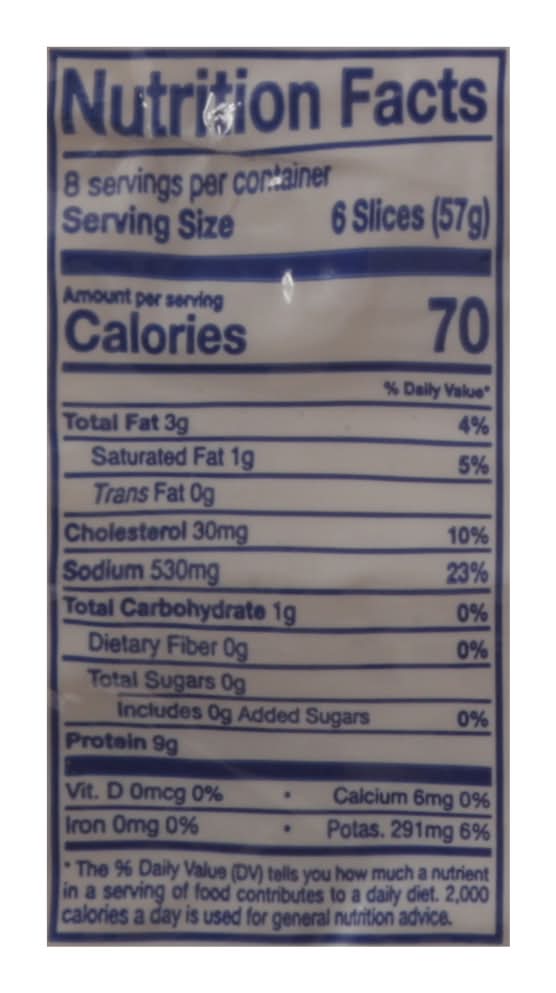 Nutrition Facts
8 servings per container
Serving Size 6 Slices (57g)
Amount per serving
Calories 70
% Daily Value*
Total Fat 3g 4%
Saturated Fat 1g 5%
Trans Fat 0g
Cholesterol 30mg 10%
Sodium 530mg 23%
Total Carbohydrate 1g 0%
Dietary Fiber 0g 0%
Total Sugars 0g
Includes 0g Added Sugars 0%
Protein 9g
Vit. D 0mcg 0% • Calcium 6mg 0%
Iron 0mg 0% • Potas. 291mg 6%
* The % Daily Value (DV) tells you how much a nutrient
in a serving of food contributes to a daily diet. 2,000
calories a day is used for general nutrition advice.